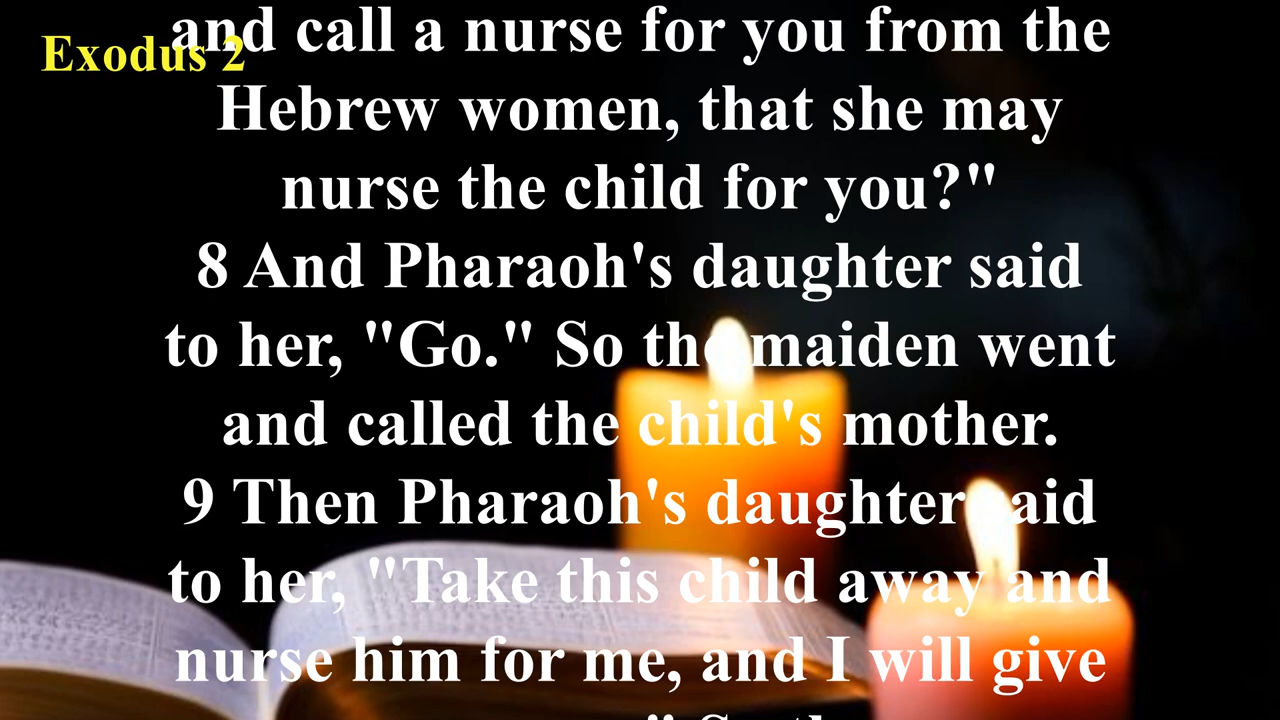 Exodus 2
and call a nurse for you from the
Hebrew women, that she may
nurse the child for you?"
8 And Pharaoh's daughter said
to her, "Go." So the maiden went
and called the child's mother.
9 Then Pharaoh's daughter said
to her, "Take this child away and
nurse him for me, and I will give